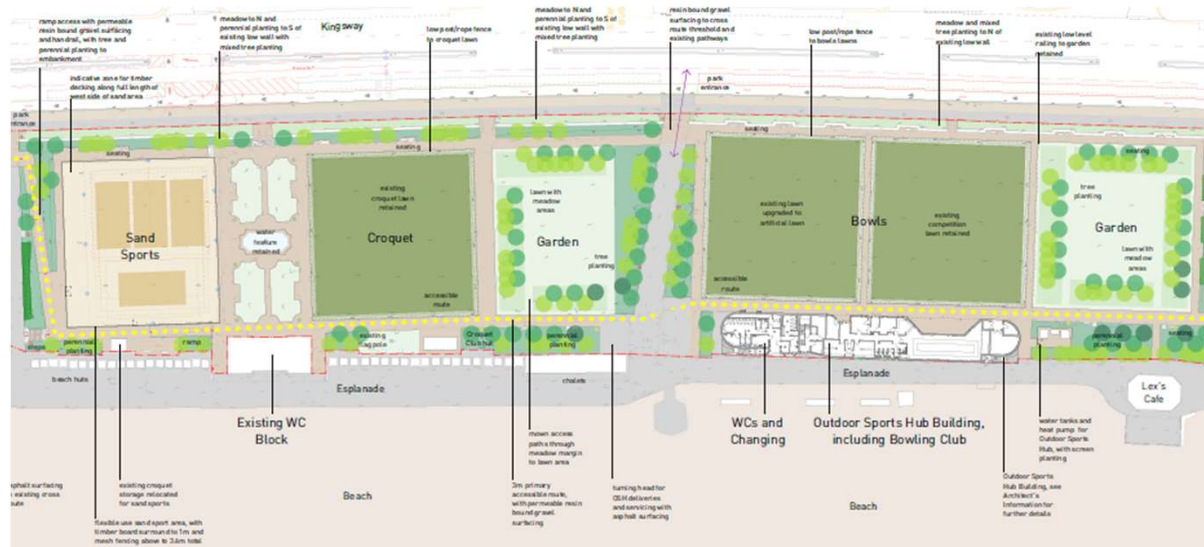 ramp access with permeable
resin bound gravel surfacing
and handrail, with tree and
perennial planting to
embankment
meadow to N and
perennial planting to S of
existing low wall with
mixed tree planting
Kingsway
low post/rope fence
to croquet lawn
meadow to N and
perennial planting to S of
existing low wall with
mixed tree planting
resin bound gravel
surfacing to cross
route threshold and
existing pathways
low post/rope fence
to bowls lawns
meadow and mixed
tree planting to N of
existing low wall
existing low level
railing to garden
retained
indicative zone for timber
decking along full length of
west side of sand area
park
entrance
park
entrance
park
entrance
seating
seating
seating
seating
seating
Sand
Sports
water
feature
retained
existing
croquet lawn
retained
Croquet
accessible
route
lawn with
meadow
areas
Garden
tree
planting
existing lawn
upgraded to
artificial lawn
Bowls
existing
competition
lawn retained
accessible
route
tree
planting
Garden
lawn with
meadow
areas
steps
perennial
planting
ramp
existing
flagpole
Croquet
Club hut
perennial
planting
perennial
planting
seating
beach huts
Esplanade
chalets
Esplanade
Lex's
Cafe
Existing WC
Block
WCs and
Changing
Outdoor Sports Hub Building,
including Bowling Club
water tanks and
heat pump for
Outdoor Sports
Hub, with screen
planting
mown access
paths through
meadow margin
to lawn area
asphalt surfacing
existing cross
route
existing croquet
storage relocated
for sand sports
Beach
3m primary
accessible route,
with permeable resin
bound gravel
surfacing
turning head for
OSH deliveries
and servicing with
asphalt surfacing
Beach
Outdoor Sports
Hub Building, see
Architect's
Information for
further details
flexible use sand sport area, with
timber board surround to 1m and
mesh fencing above to 3.6m total